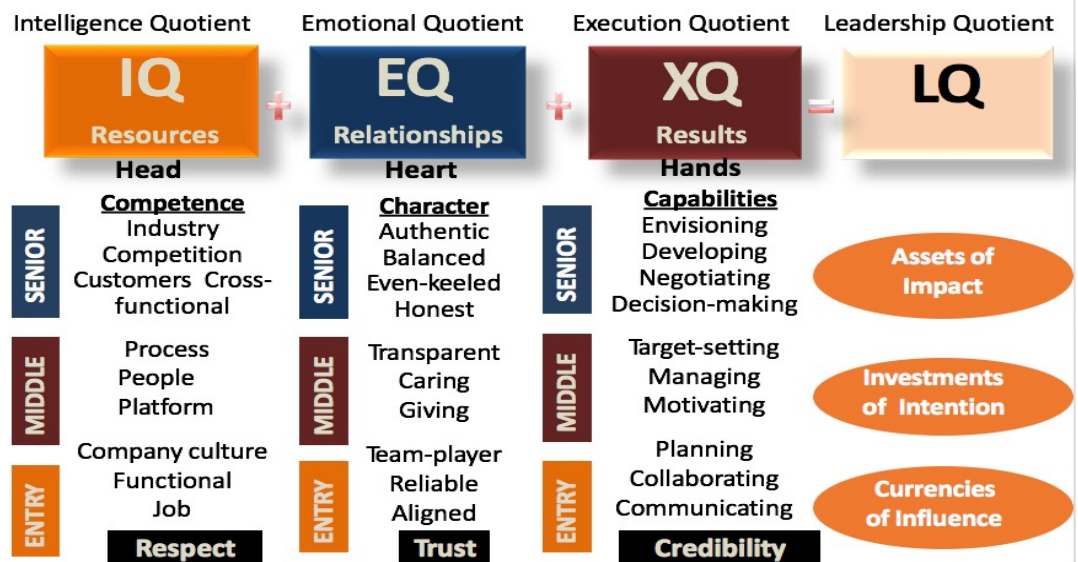 Intelligence Quotient
Emotional Quotient
Execution Quotient
Leadership Quotient
IQ
Resources
+
EQ
Relationships
+
XQ
Results
=
LQ
Head
Heart
Hands
SENIOR
Competence
Industry
Competition
Customers Cross-
functional
SENIOR
Character
Authentic
Balanced
Even-keeled
Honest
SENIOR
Capabilities
Envisioning
Developing
Negotiating
Decision-making
Assets of
Impact
MIDDLE
Process
People
Platform
MIDDLE
Transparent
Caring
Giving
MIDDLE
Target-setting
Managing
Motivating
Investments
of Intention
ENTRY
Company culture
Functional
Job
ENTRY
Team-player
Reliable
Aligned
ENTRY
Planning
Collaborating
Communicating
Currencies
of Influence
Respect
Trust
Credibility